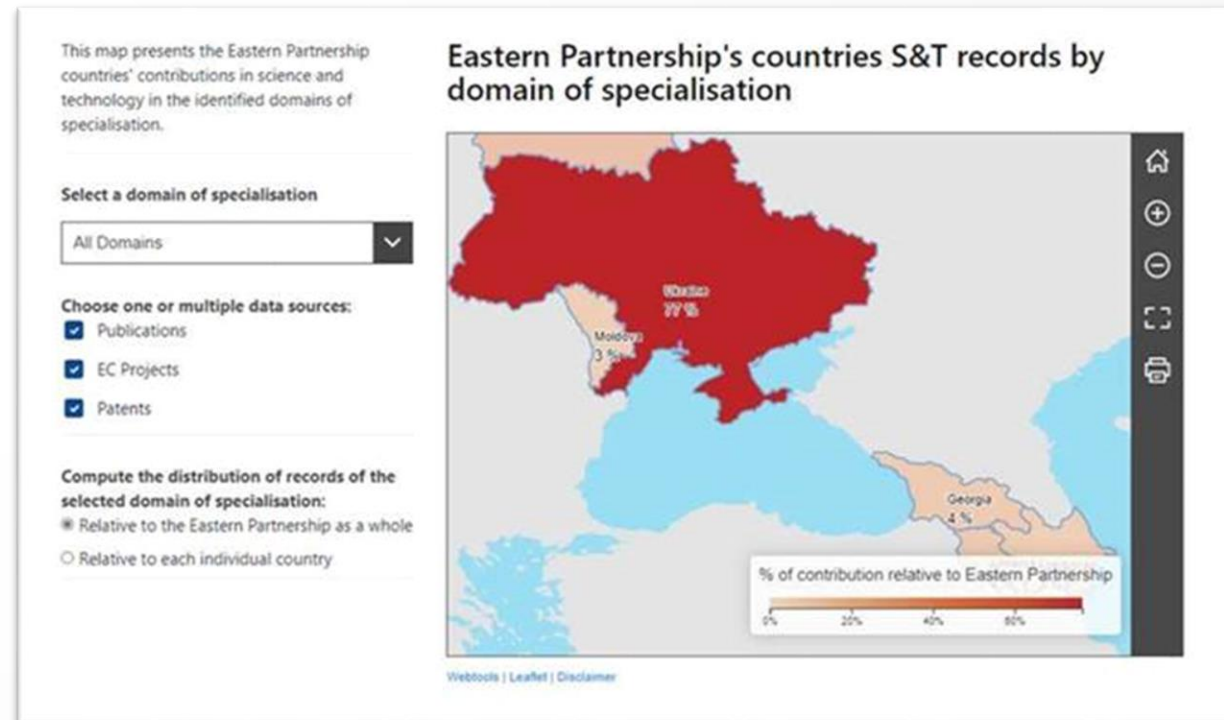 This map presents the Eastern Partnership
countries' contributions in science and
technology in the identified domains of
specialisation.
Select a domain of specialisation
All Domains
Choose one or multiple data sources:
Publications
EC Projects
Patents
Compute the distribution of records of the
selected domain of specialisation:
Relative to the Eastern Partnership as a whole
Relative to each individual country
Eastern Partnership's countries S&T records by
domain of specialisation
Ukraine
77 %
Moldova
3 %
Georgia
4 %
% of contribution relative to Eastern Partnership
0% 20% 40% 60%
Webtools | Leaflet | Disclaimer